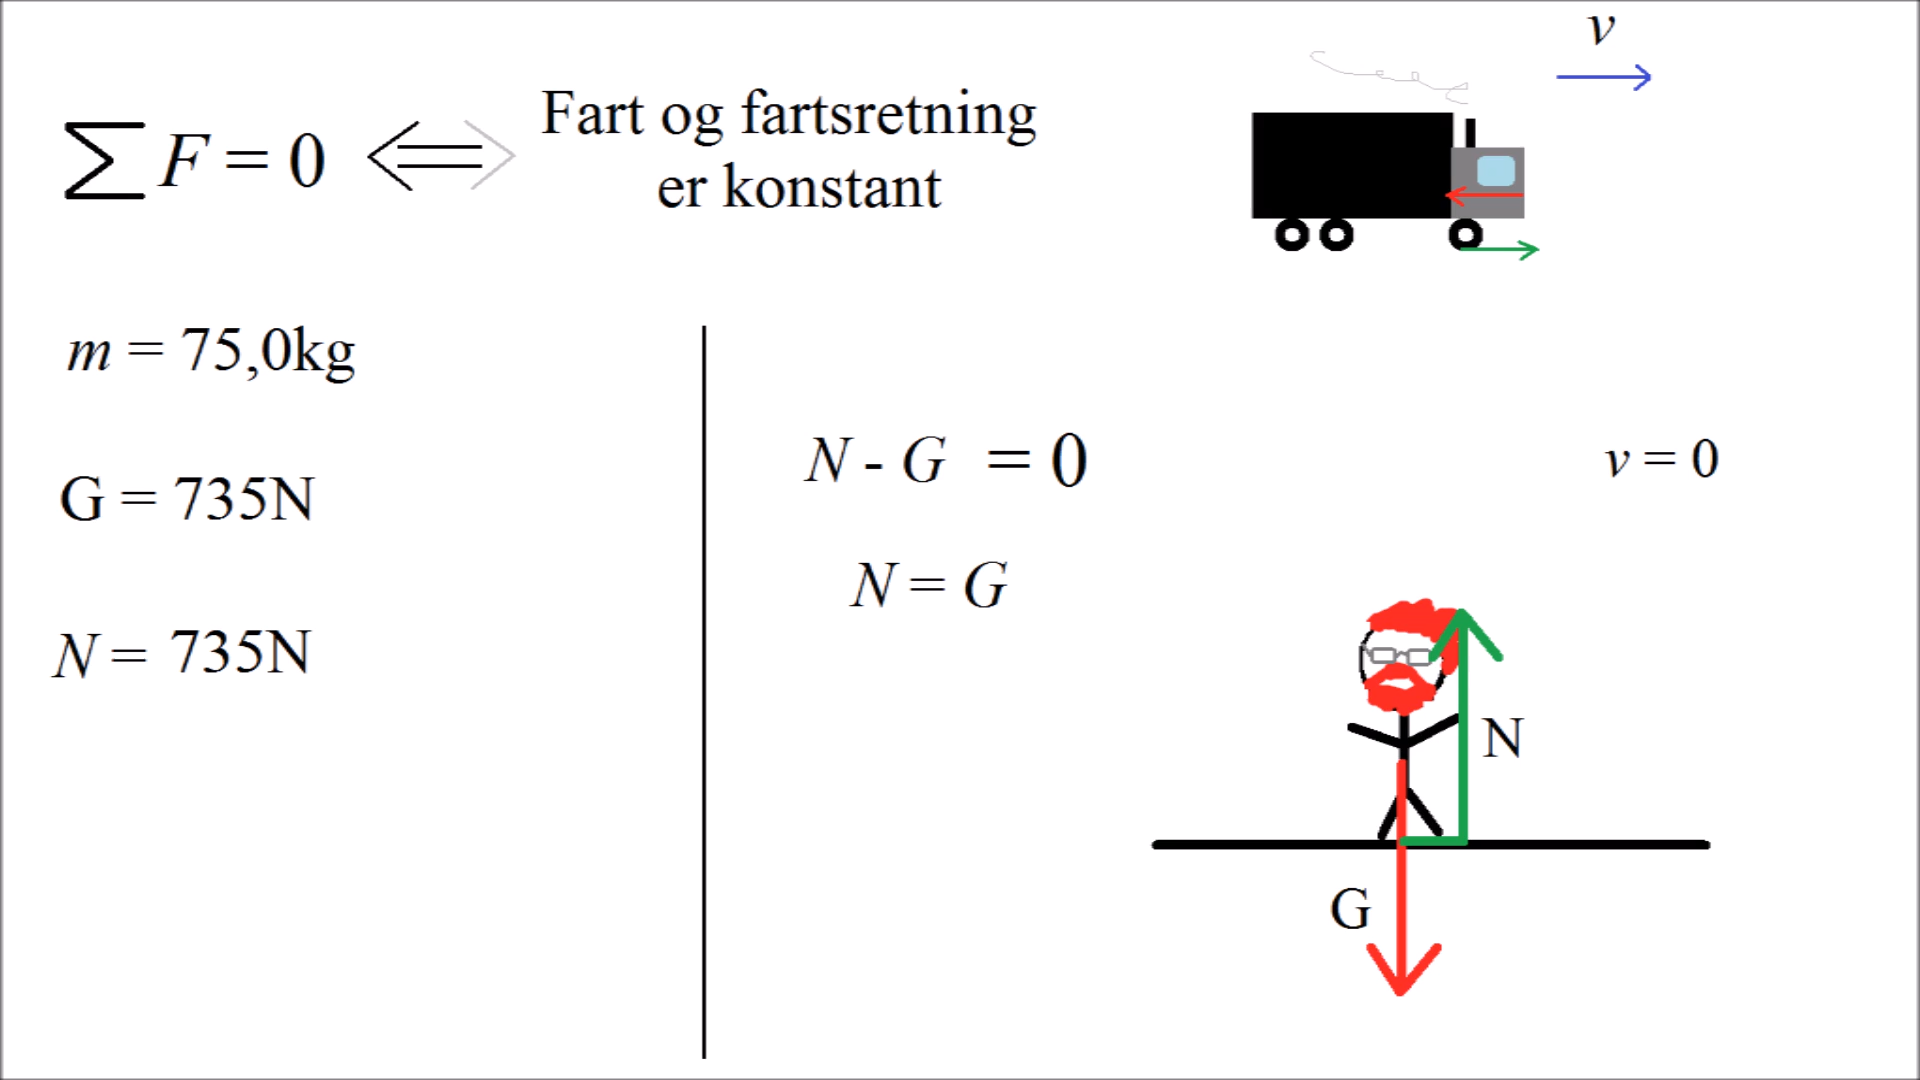 v
∑ F = 0 ⟺ Fart og fartsretning
er konstant
m = 75,0kg
G = 735N
N = 735N
N - G = 0
N = G
v = 0
N
G